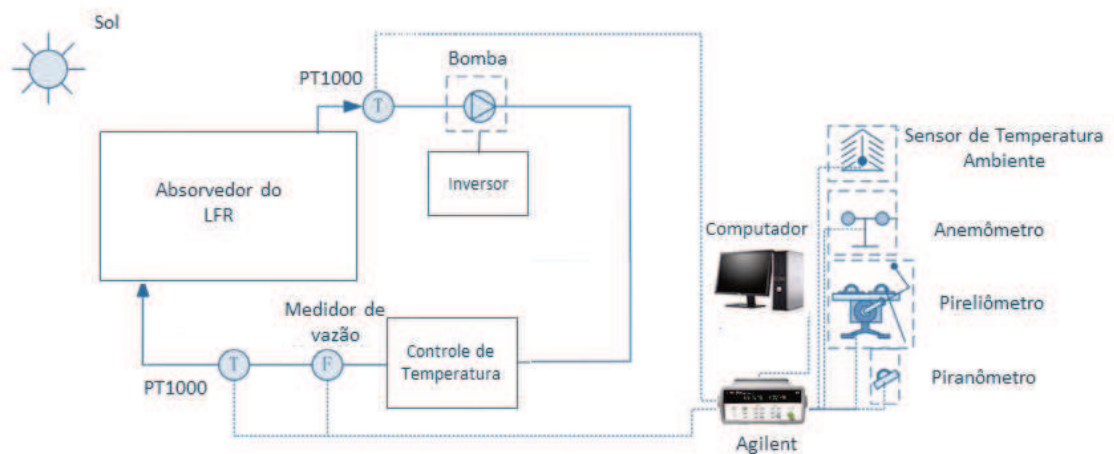 Sol
PT1000
T
Bomba
Absorvedor do
LFR
Inversor
Sensor de Temperatura
Ambiente
Computador
Anemômetro
Pireliômetro
Medidor de
vazão
Controle de
Temperatura
PT1000
T
F
Piranômetro
Agilent